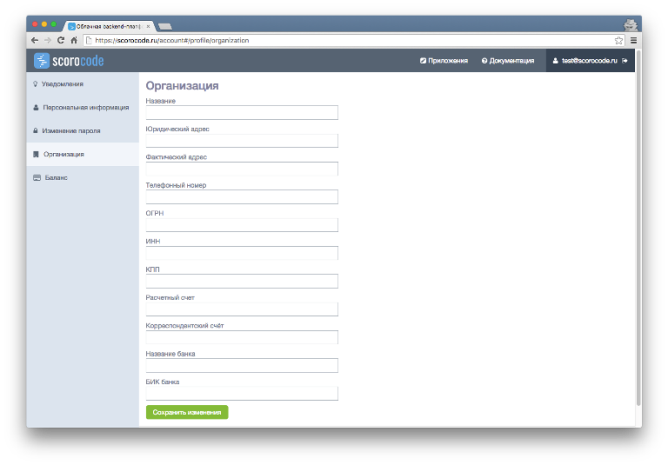 Облачная backend-плат
https://scorocode.ru/account#/profile/organization
scorocode
Приложения
Документация
test@scorocode.ru
Уведомления
Персональная информация
Изменение пароля
Организация
Баланс
Организация
Название
Юридический адрес
Фактический адрес
Телефонный номер
ОГРН
ИНН
КПП
Расчетный счет
Корреспондентский счёт
Название банка
БИК банка
Сохранить изменения